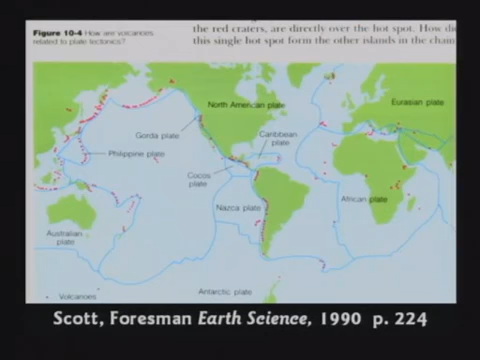 the red craters, are directly over the hot spot. How did
this single hot spot form the other islands in the chain
Figure 10-4 How are volcanoes
related to plate tectonics?
North American plate
Eurasian plate
Gorda plate
Caribbean
plate
Philippine plate
Cocos
plate
Nazca plate
African plate
Australian
plate
Antarctic plate
Volcanoes
Scott, Foresman Earth Science, 1990 p. 224